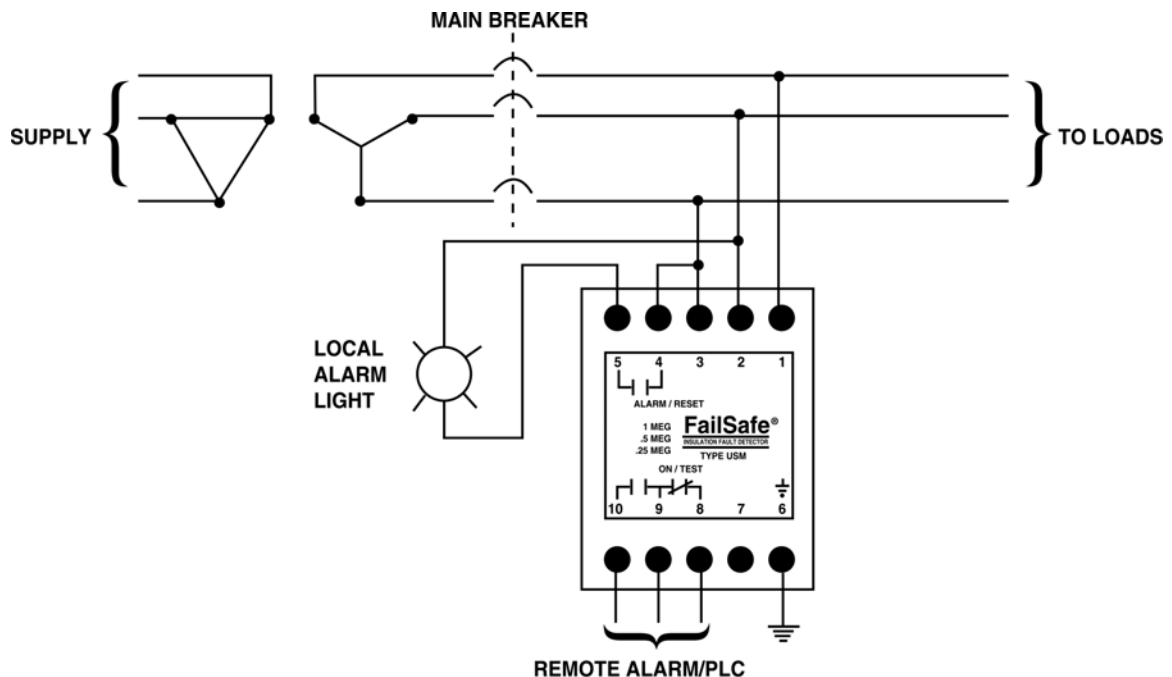 MAIN BREAKER
SUPPLY
TO LOADS
LOCAL
ALARM
LIGHT
5 4 3 2 1
ALARM / RESET
1 MEG
.5 MEG
.25 MEG
FailSafe®
INSULATION FAULT DETECTOR
TYPE USM
ON / TEST
10 9 8 7 6
REMOTE ALARM/PLC